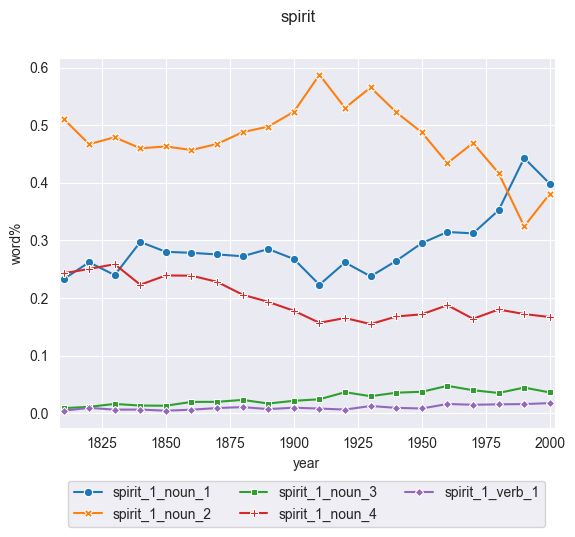 spirit
0.6
0.5
0.4
0.3
0.2
0.1
0.0
word%
1825 1850 1875 1900 1925 1950 1975 2000
year
spirit_1_noun_1 spirit_1_noun_3 spirit_1_verb_1
spirit_1_noun_2 spirit_1_noun_4